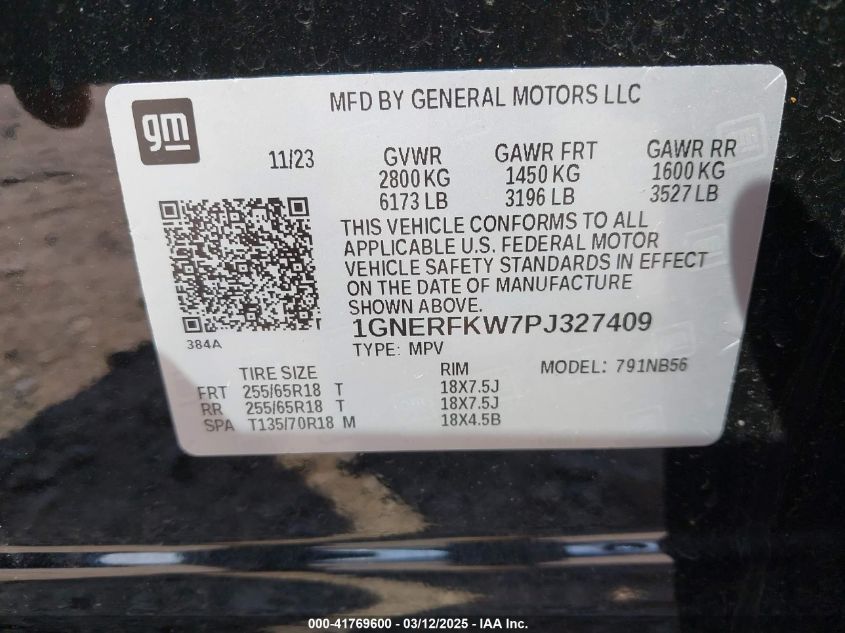 gm
MFD BY GENERAL MOTORS LLC
11/23 GVWR GAWR FRT GAWR RR
2800 KG 1450 KG 1600 KG
6173 LB 3196 LB 3527 LB
THIS VEHICLE CONFORMS TO ALL
APPLICABLE U.S. FEDERAL MOTOR
VEHICLE SAFETY STANDARDS IN EFFECT
ON THE DATE OF MANUFACTURE
SHOWN ABOVE.
384A
1GNERFKW7PJ327409
TYPE: MPV
TIRE SIZE RIM MODEL: 791NB56
FRT 255/65R18 T 18X7.5J
RR 255/65R18 T 18X7.5J
SPA T135/70R18 M 18X4.5B
000-41769600 - 03/12/2025 - IAA Inc.